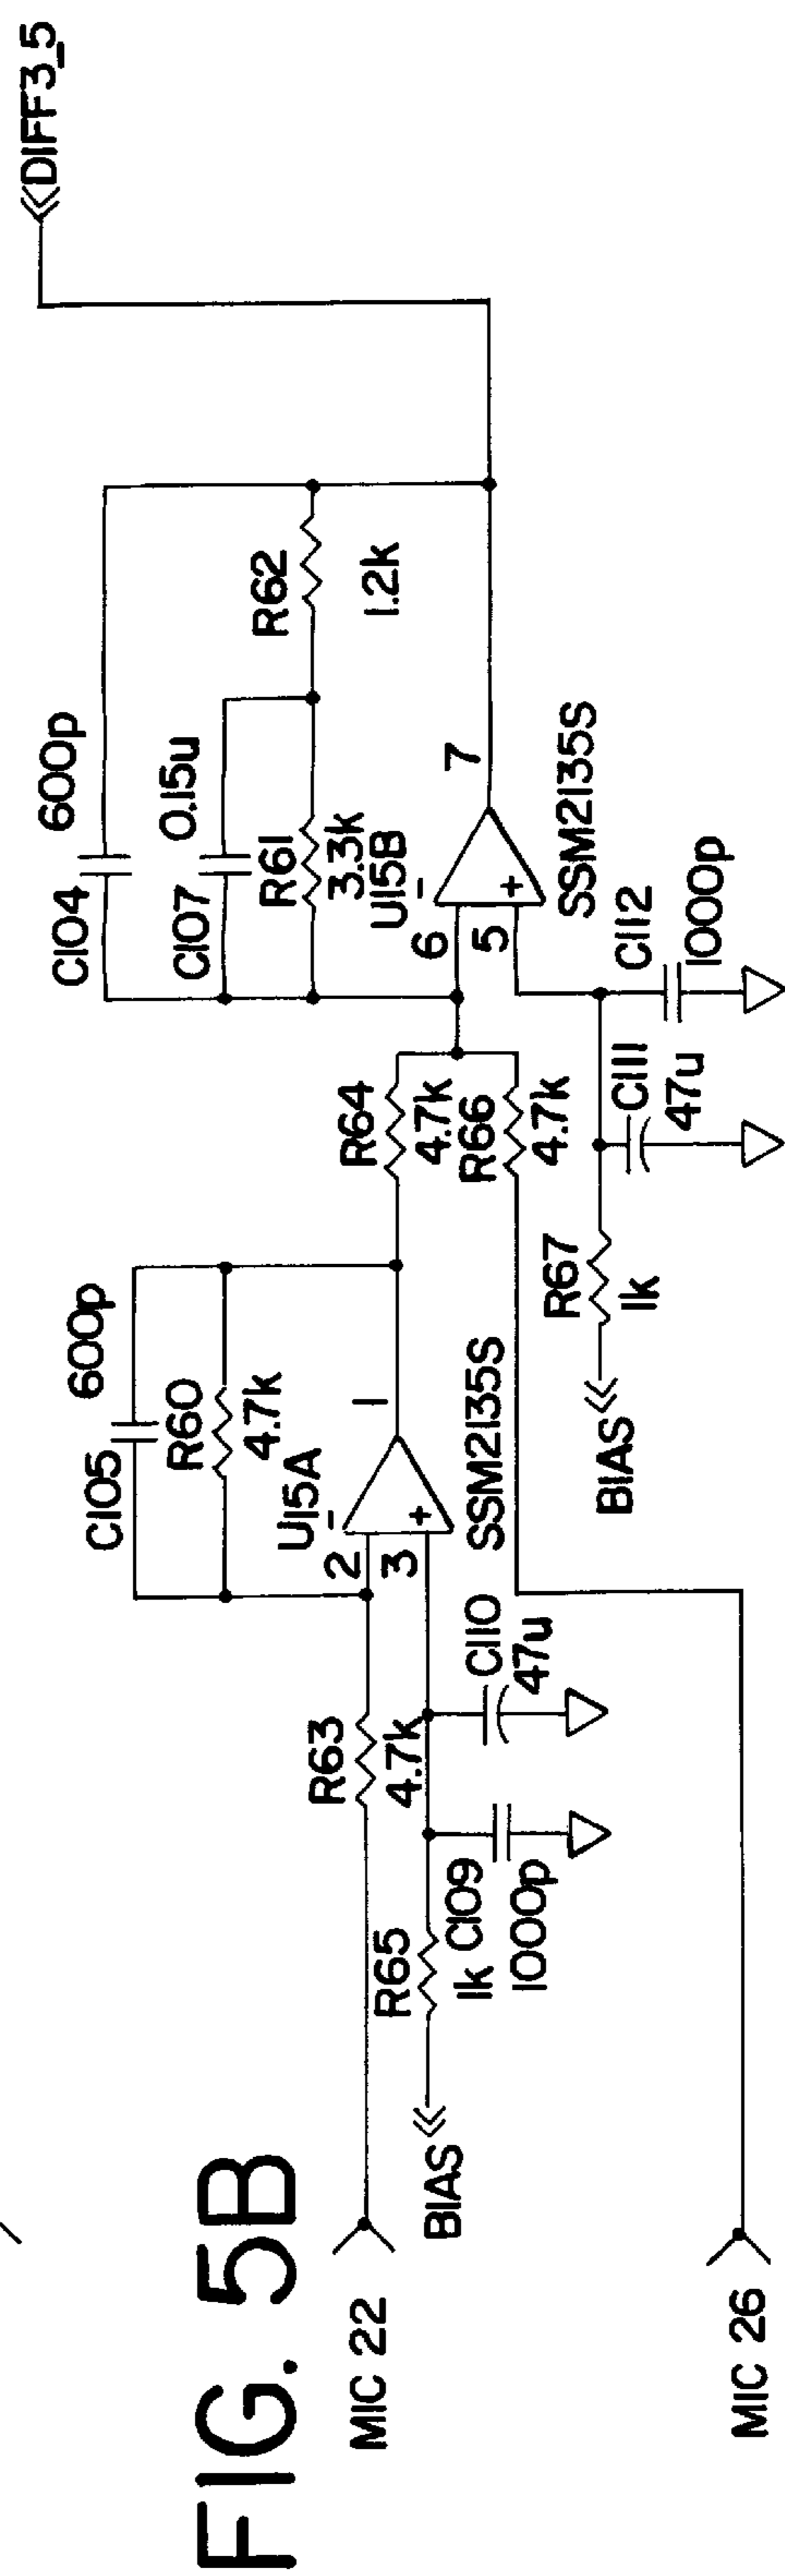 FIG. 5B
MIC 22
MIC 26
BIAS
R65
1k
C109
1000p
R63
4.7k
C110
47u
C105
600p
R60
4.7k
U15A
2
3
-
+
1
SSM2135S
BIAS
R67
1k
C111
47u
C112
1000p
R64
4.7k
R66
4.7k
C104
600p
C107
0.15u
R61
3.3k
U15B
6
5
-
+
7
SSM2135S
R62
1.2k
DIFF3_5